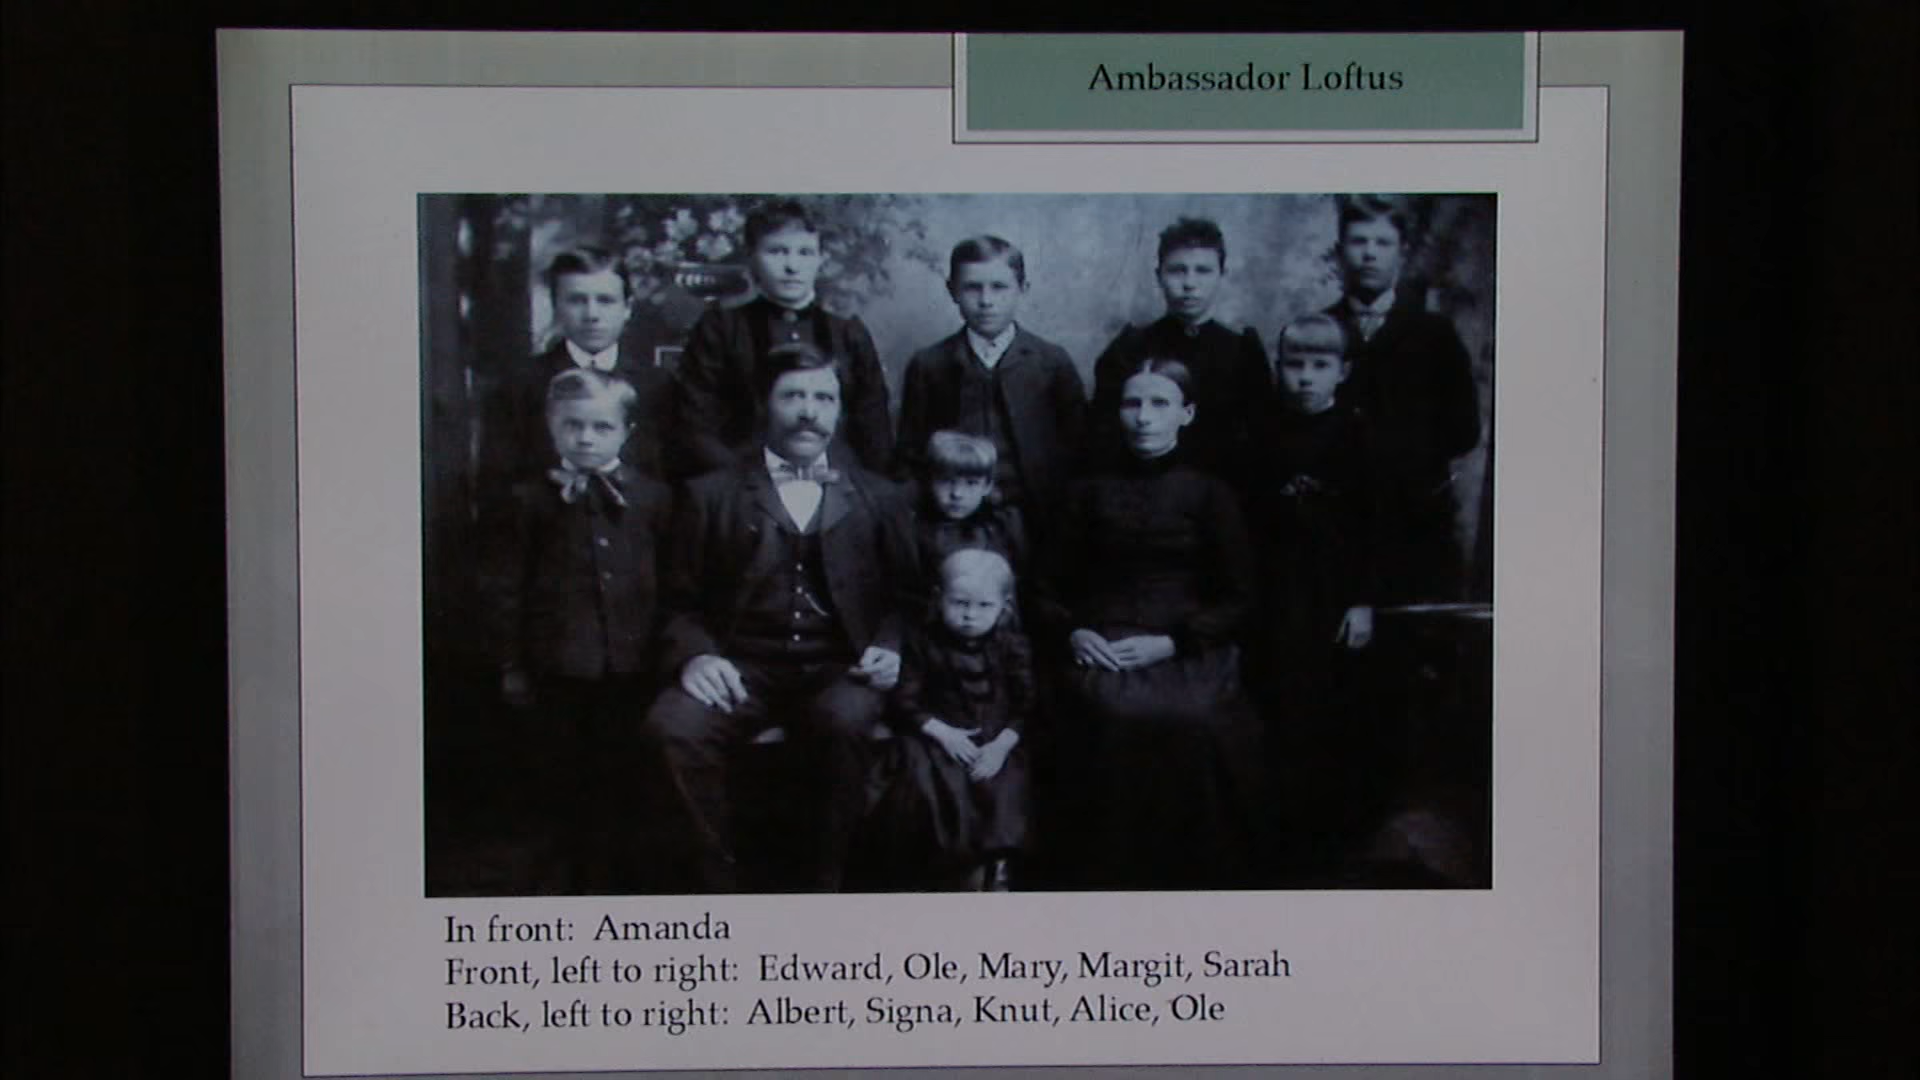 Ambassador Loftus
In front: Amanda
Front, left to right: Edward, Ole, Mary, Margit, Sarah
Back, left to right: Albert, Signa, Knut, Alice, Ole